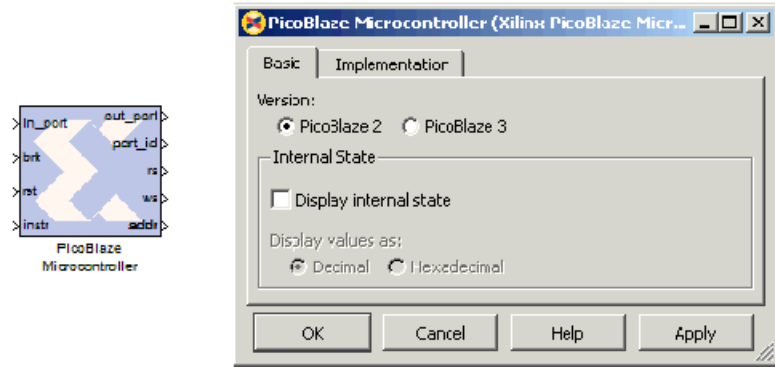 in_port
brk
rst
instr
out_port
port_id
rs
ws
addr
PicoBlaze
Microcontroller
PicoBlaze Microcontroller (Xilinx PicoBlaze Micr...
Basic
Implementation
Version:
PicoBlaze 2
PicoBlaze 3
Internal State
Display internal state
Display values as:
Decimal
Hexadecimal
OK
Cancel
Help
Apply